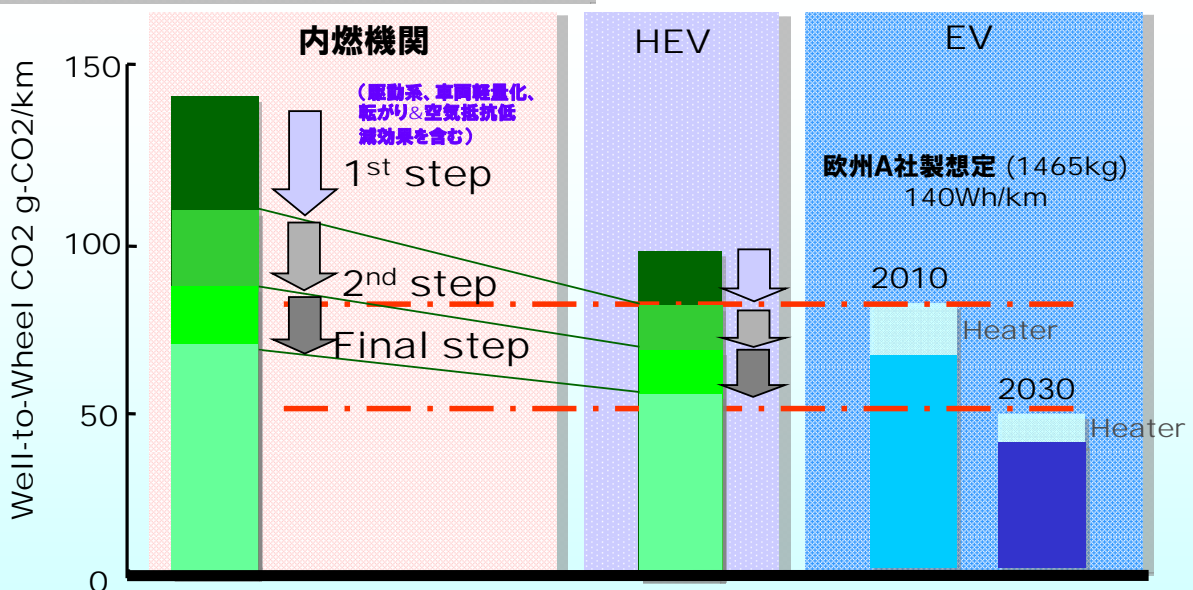 内燃機関
HEV
EV
Well-to-Wheel CO2 g-CO2/km
150
100
50
0
（駆動系、車両軽量化、
転がり&空気抵抗低
減効果を含む）
1st step
2nd step
Final step
欧州A社製想定 (1465kg)
140Wh/km
2010
Heater
2030
Heater